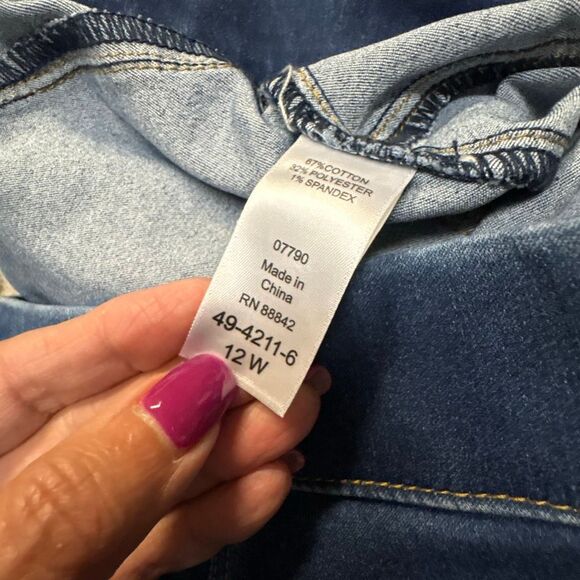 67% COTTON
32% POLYESTER
1% SPANDEX
07790
Made in
China
RN 88842
49-4211-6
12 W